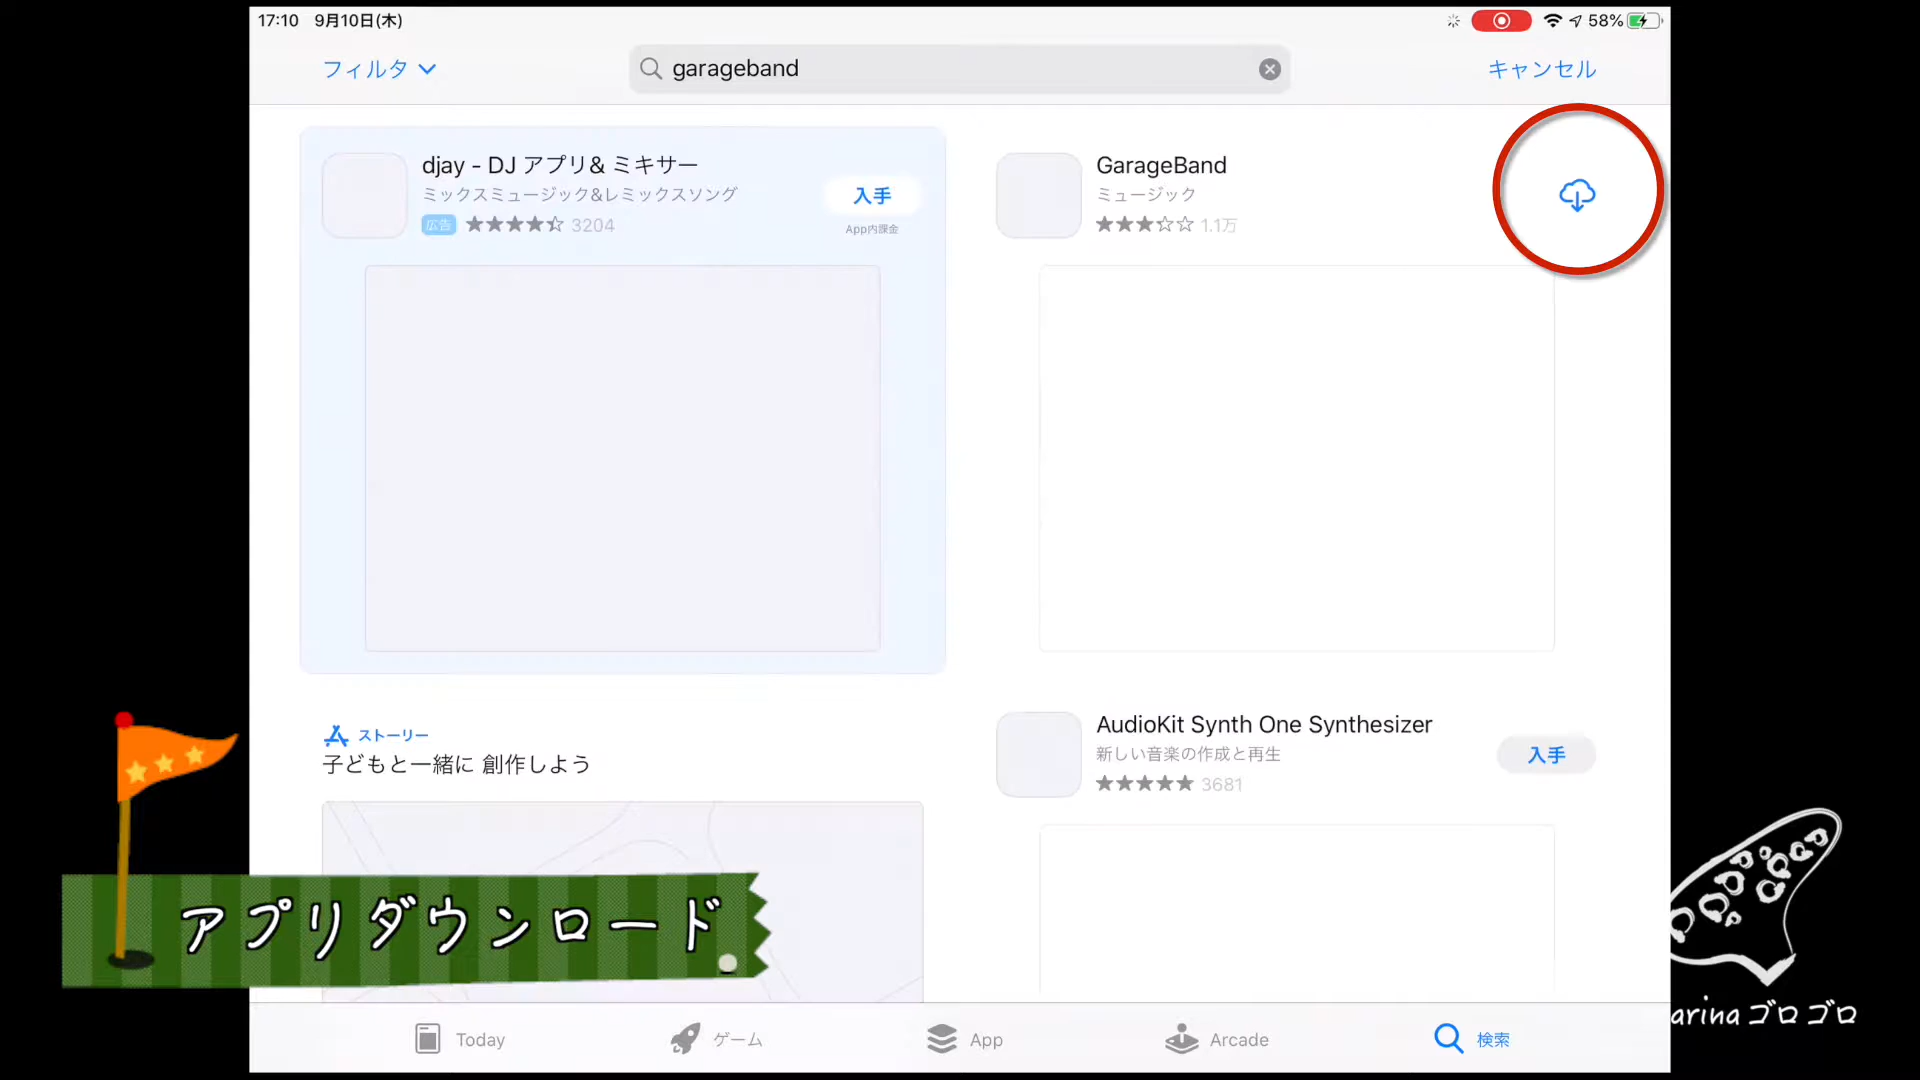 17:10 9月10日(木)
58%
フィルタ
garageband
キャンセル
djay - DJ アプリ& ミキサー
ミックスミュージック&レミックスソング
広告 ★★★★☆ 3204
入手
App内課金
GarageBand
ミュージック
★★★☆☆ 1.1万
ストーリー
子どもと一緒に 創作しよう
AudioKit Synth One Synthesizer
新しい音楽の作成と再生
★★★★★ 3681
入手
アプリダウンロード
arinaゴロゴロ
Today
ゲーム
App
Arcade
検索